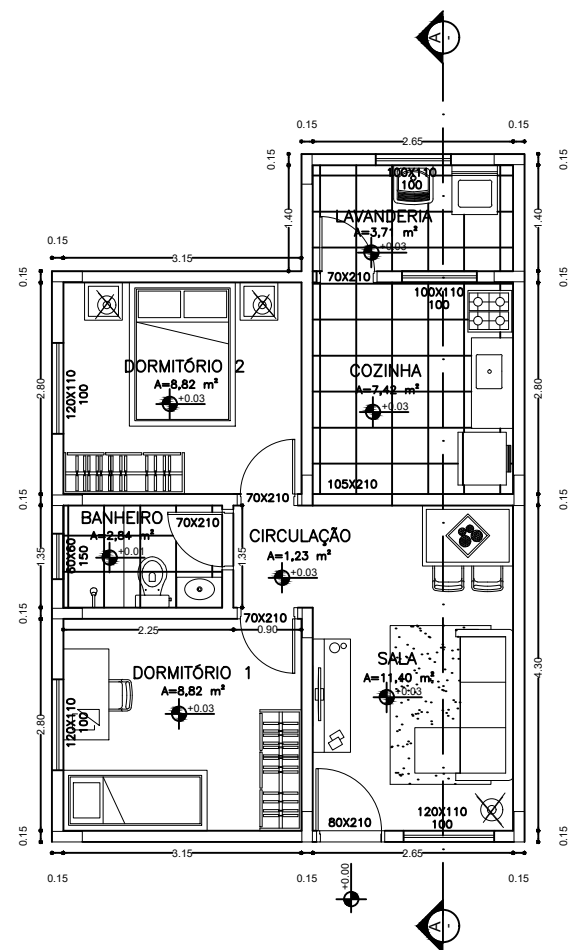 A
-
0.15
2.65
0.15
0.15
0.15
100X110
100
1.40
LAVANDERIA
A=3,71 m²
+0.03
1.40
0.15
3.15
70X210
0.15
0.15
100X110
100
2.80
DORMITÓRIO 2
A=8,82 m²
+0.03
120X110
100
COZINHA
A=7,42 m²
+0.03
2.80
105X210
70X210
0.15
0.15
BANHEIRO
A=2,84 m²
+0.01
70X210
60X60
150
1.35
1.35
CIRCULAÇÃO
A=1,23 m²
+0.03
0.15
70X210
2.25
0.90
DORMITÓRIO 1
A=8,82 m²
+0.03
120X110
100
2.80
SALA
A=11,40 m²
+0.03
4.30
80X210
120X110
100
0.15
0.15
3.15
2.65
0.15
0.15
0.15
+0.00
A
-